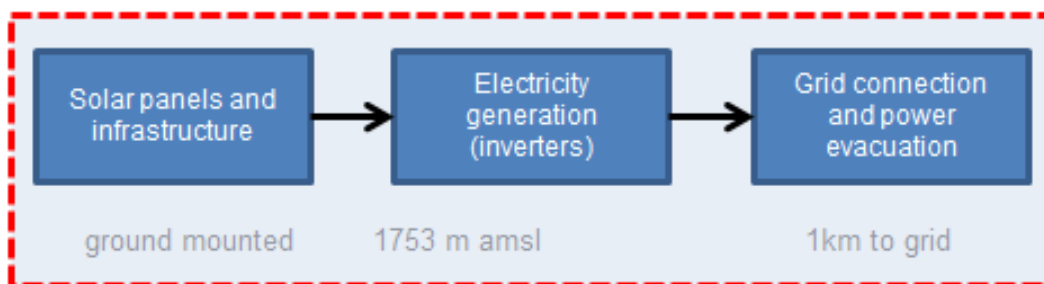 Solar panels and
infrastructure
Electricity
generation
(inverters)
Grid connection
and power
evacuation
ground mounted
1753 m amsl
1km to grid